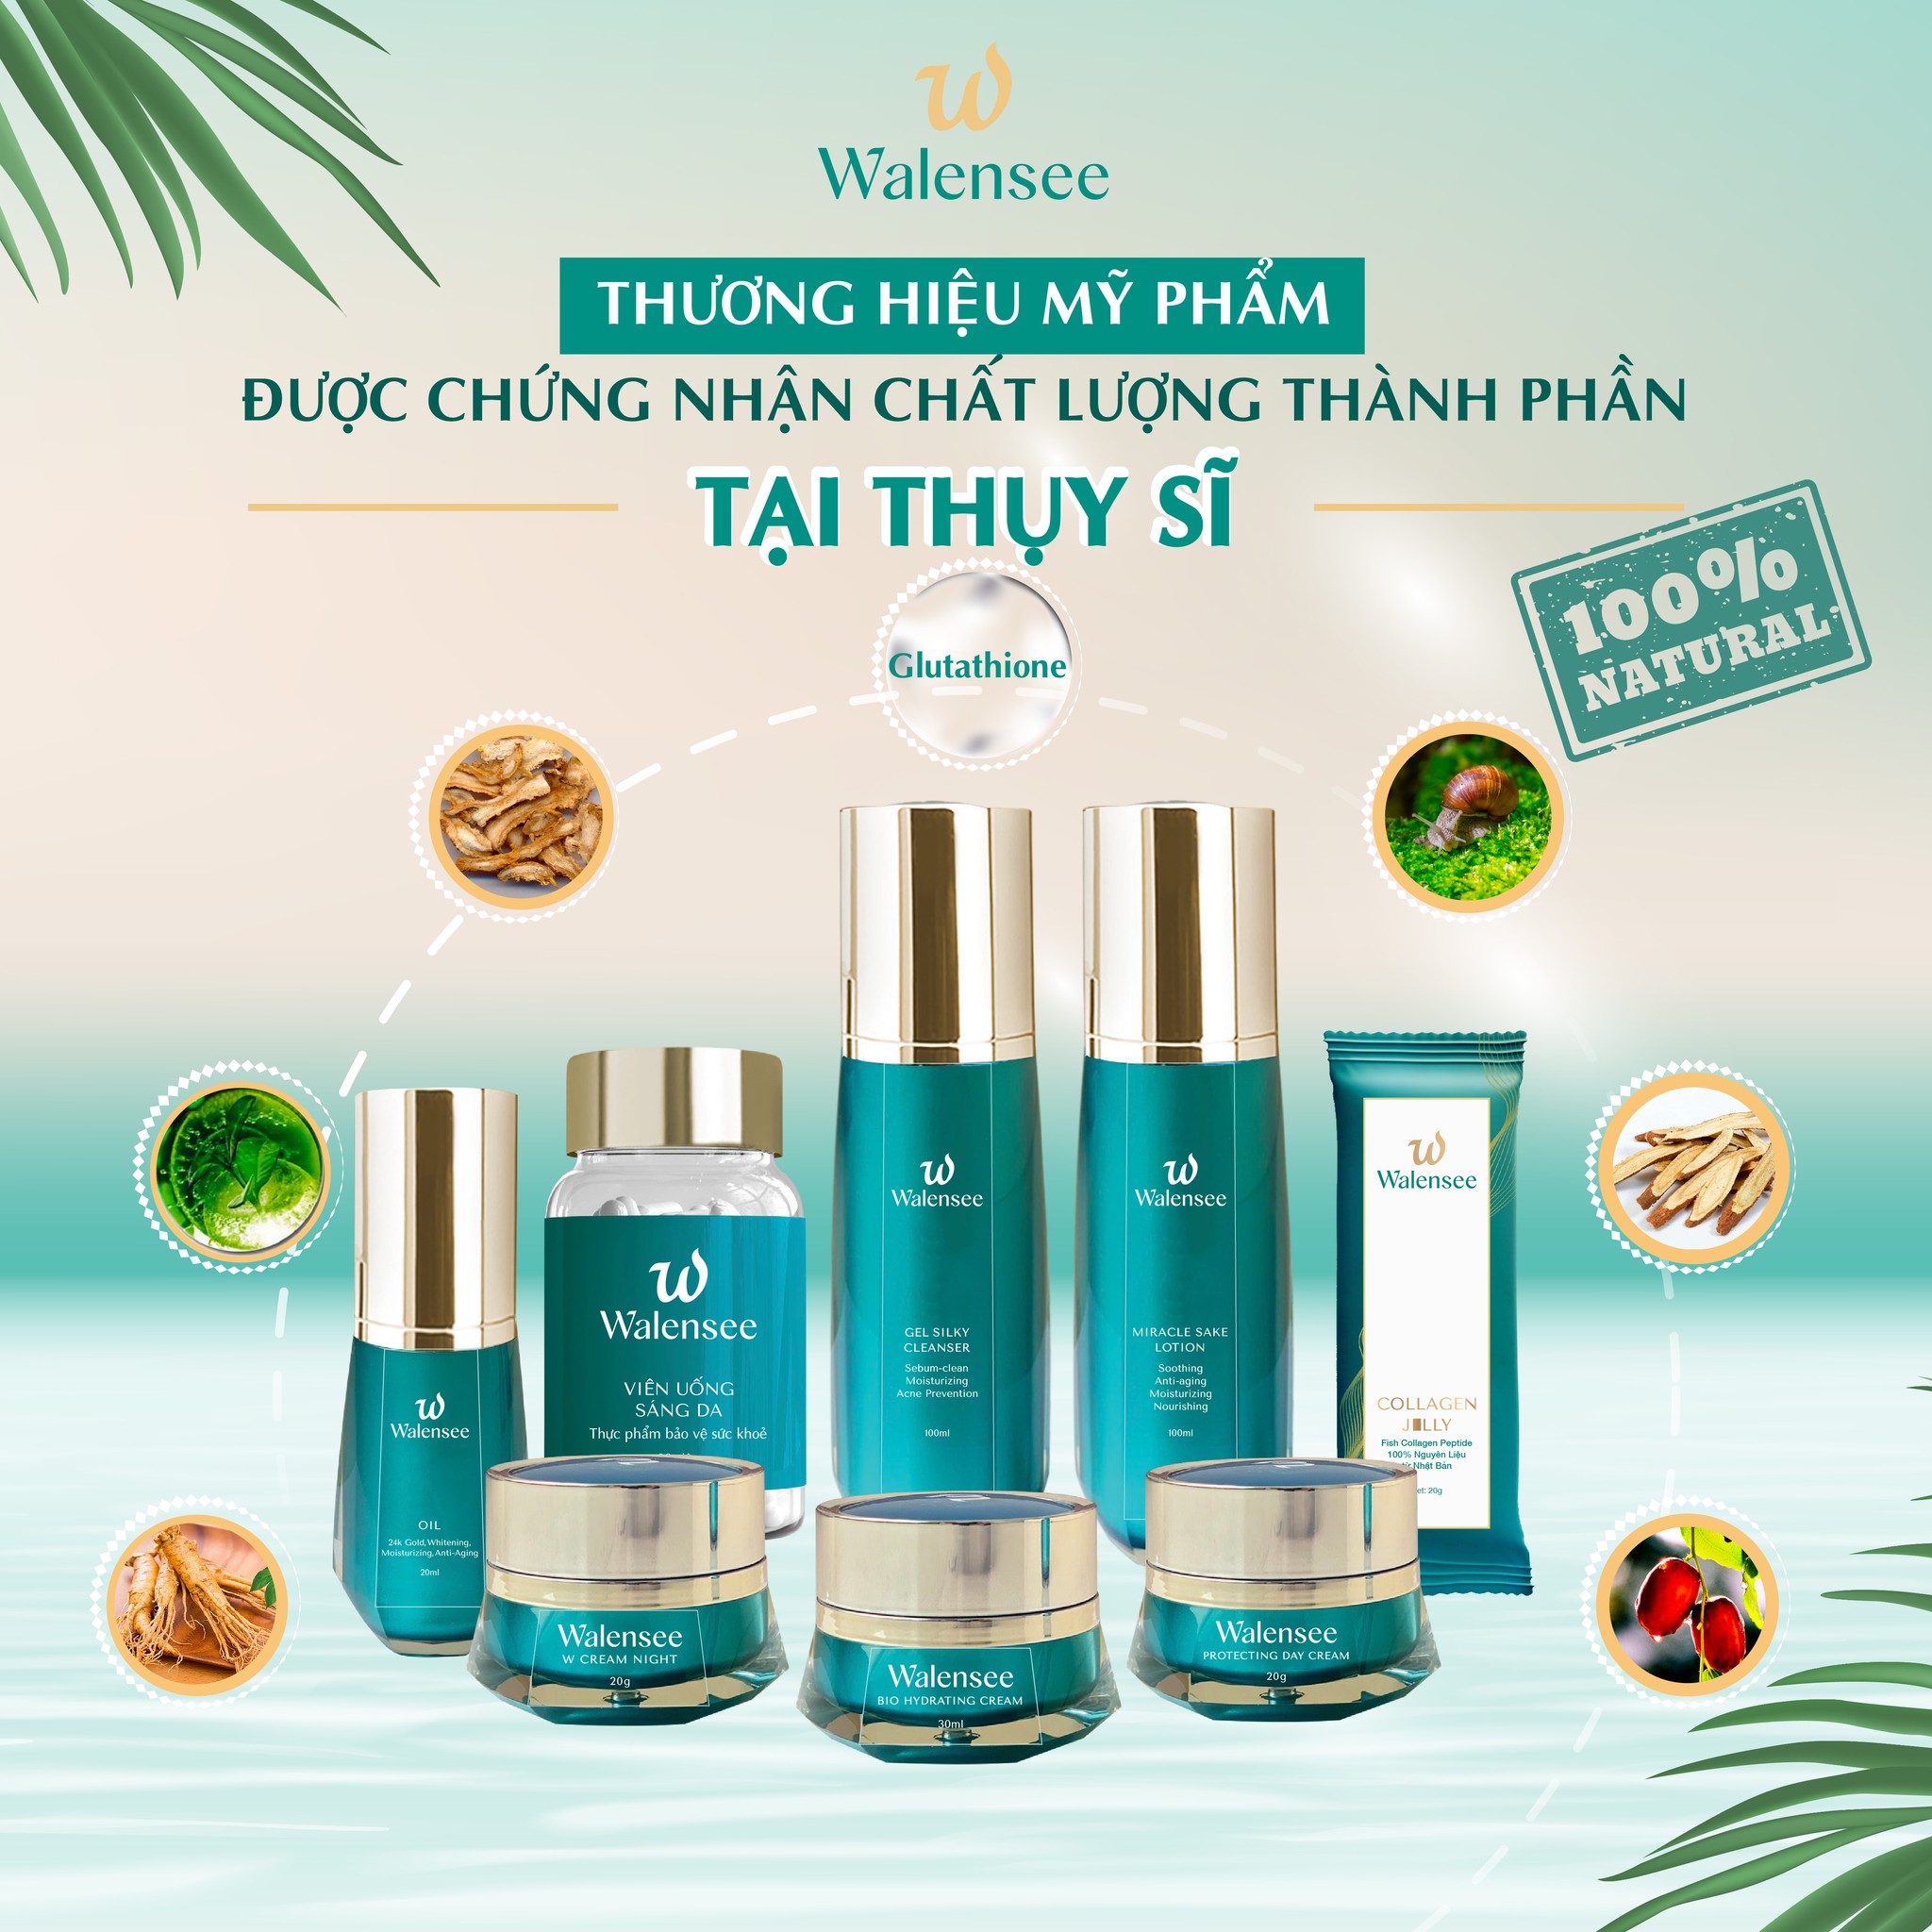 W
Walensee
THƯƠNG HIỆU MỸ PHẨM
ĐƯỢC CHỨNG NHẬN CHẤT LƯỢNG THÀNH PHẦN
TẠI THỤY SĨ
100%
NATURAL
Glutathione
W
Walensee
OIL
24k Gold, Whitening,
Moisturizing, Anti-Aging
20ml
W
Walensee
VIÊN UỐNG
SÁNG DA
Thực phẩm bảo vệ sức khoẻ
W
Walensee
GEL SILKY
CLEANSER
Sebum-clean
Moisturizing
Acne Prevention
100ml
W
Walensee
MIRACLE SAKE
LOTION
Soothing
Anti-aging
Moisturizing
Nourishing
100ml
W
Walensee
COLLAGEN
JELLY
Fish Collagen Peptide
100% Nguyên Liệu
từ Nhật Bản
20g
Walensee
W CREAM NIGHT
20g
Walensee
BIO HYDRATING CREAM
30ml
Walensee
PROTECTING DAY CREAM
20g